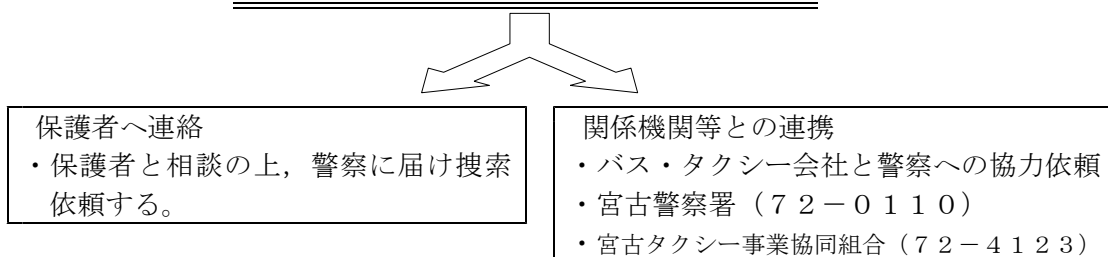 保護者へ連絡
・保護者と相談の上,警察に届け捜索
依頼する。
関係機関等との連携
・バス・タクシー会社と警察への協力依頼
・宮古警察署(72-0110)
・宮古タクシー事業協同組合(72-4123)